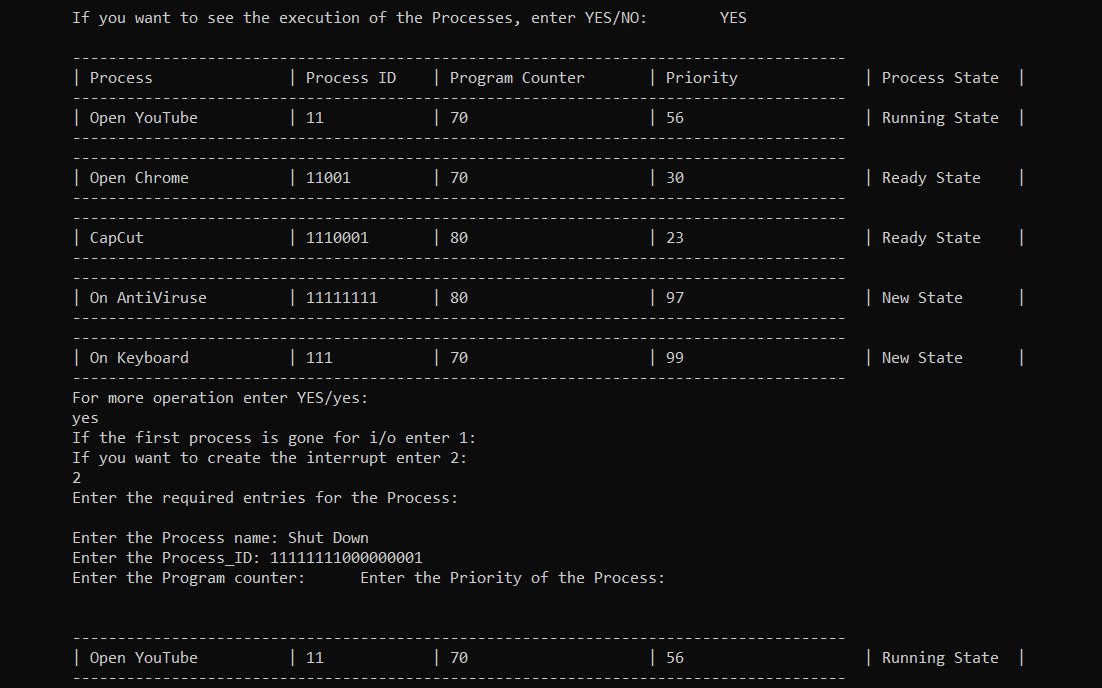 If you want to see the execution of the Processes, enter YES/NO: YES
--------------------------------------------------------------------------------------
| Process | Process ID | Program Counter | Priority | Process State |
--------------------------------------------------------------------------------------
| Open YouTube | 11 | 70 | 56 | Running State |
--------------------------------------------------------------------------------------
--------------------------------------------------------------------------------------
| Open Chrome | 11001 | 70 | 30 | Ready State |
--------------------------------------------------------------------------------------
--------------------------------------------------------------------------------------
| CapCut | 1110001 | 80 | 23 | Ready State |
--------------------------------------------------------------------------------------
--------------------------------------------------------------------------------------
| On AntiViruse | 11111111 | 80 | 97 | New State |
--------------------------------------------------------------------------------------
--------------------------------------------------------------------------------------
| On Keyboard | 111 | 70 | 99 | New State |
--------------------------------------------------------------------------------------
For more operation enter YES/yes:
yes
If the first process is gone for i/o enter 1:
If you want to create the interrupt enter 2:
2
Enter the required entries for the Process:
Enter the Process name: Shut Down
Enter the Process_ID: 11111111000000001
Enter the Program counter: Enter the Priority of the Process:
--------------------------------------------------------------------------------------
| Open YouTube | 11 | 70 | 56 | Running State |
--------------------------------------------------------------------------------------